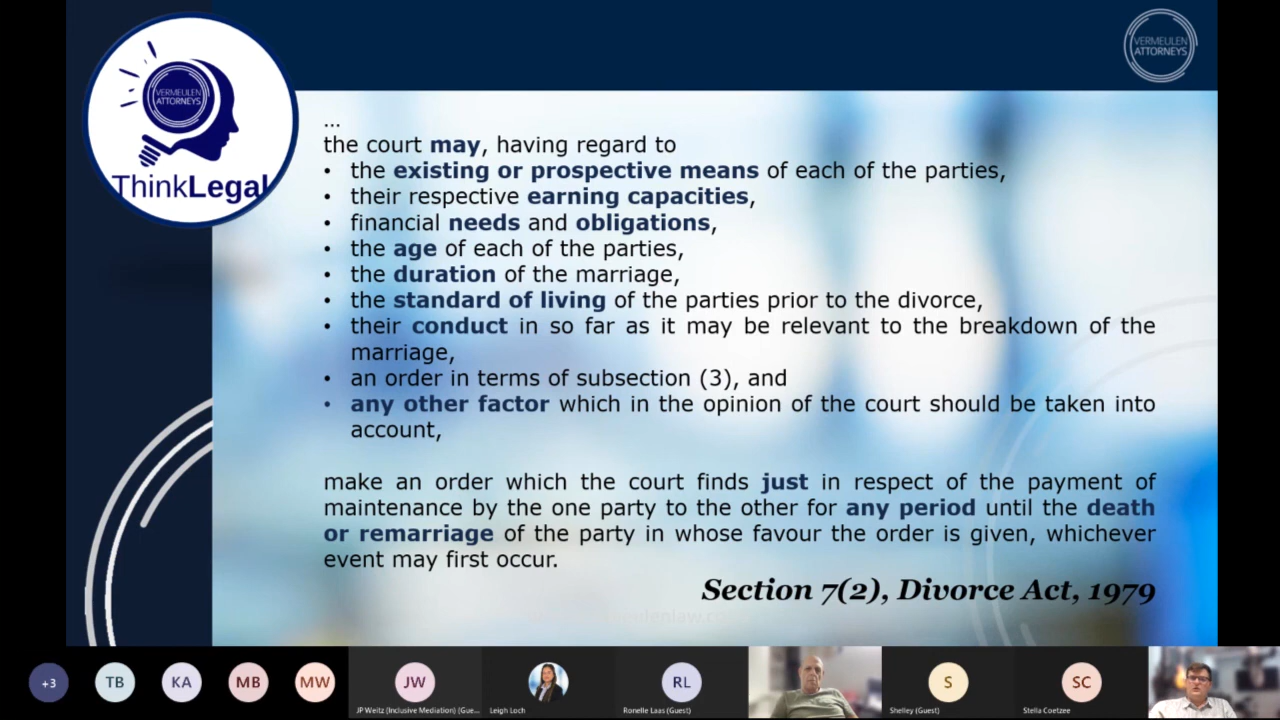 VERMEULEN
ATTORNEYS
VERMEULEN
ATTORNEYS
ThinkLegal
...
the court may, having regard to
• the existing or prospective means of each of the parties,
• their respective earning capacities,
• financial needs and obligations,
• the age of each of the parties,
• the duration of the marriage,
• the standard of living of the parties prior to the divorce,
• their conduct in so far as it may be relevant to the breakdown of the
marriage,
• an order in terms of subsection (3), and
• any other factor which in the opinion of the court should be taken into
account,
make an order which the court finds just in respect of the payment of
maintenance by the one party to the other for any period until the death
or remarriage of the party in whose favour the order is given, whichever
event may first occur.
Section 7(2), Divorce Act, 1979
+3
TB
KA
MB
MW
JW
RL
S
SC
JP Weitz (Inclusive Mediation) (Gue...
Leigh Loch
Ronelle Laas (Guest)
Shelley (Guest)
Stella Coetzee